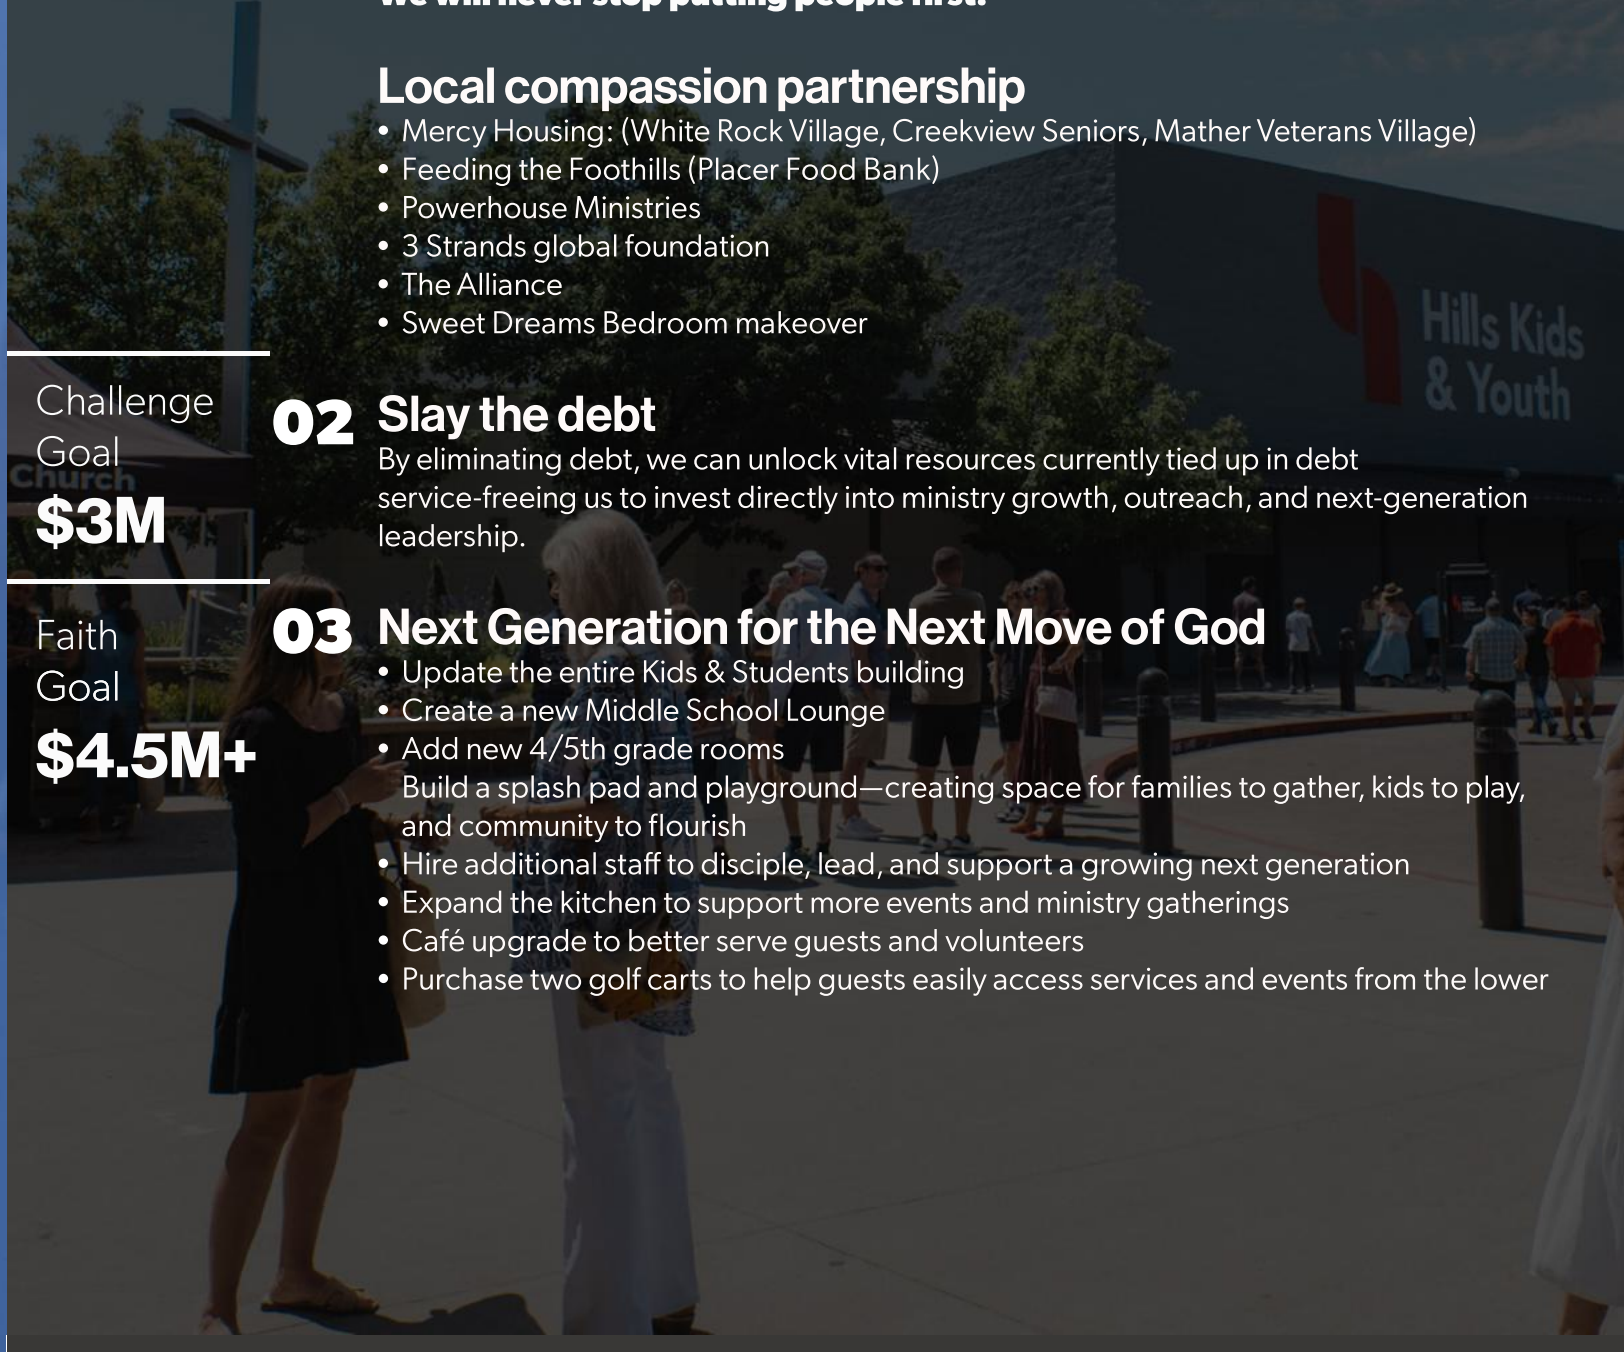 We will never stop putting people first.
Local compassion partnership
• Mercy Housing: (White Rock Village, Creekview Seniors, Mather Veterans Village)
• Feeding the Foothills (Placer Food Bank)
• Powerhouse Ministries
• 3 Strands global foundation
• The Alliance
• Sweet Dreams Bedroom makeover
Hills Kids
& Youth
Challenge
Goal
Church
$3M
02 Slay the debt
By eliminating debt, we can unlock vital resources currently tied up in debt
service-freeing us to invest directly into ministry growth, outreach, and next-generation
leadership.
Faith
Goal
$4.5M+
03 Next Generation for the Next Move of God
• Update the entire Kids & Students building
• Create a new Middle School Lounge
• Add new 4/5th grade rooms
Build a splash pad and playground—creating space for families to gather, kids to play,
and community to flourish
• Hire additional staff to disciple, lead, and support a growing next generation
• Expand the kitchen to support more events and ministry gatherings
• Café upgrade to better serve guests and volunteers
• Purchase two golf carts to help guests easily access services and events from the lower